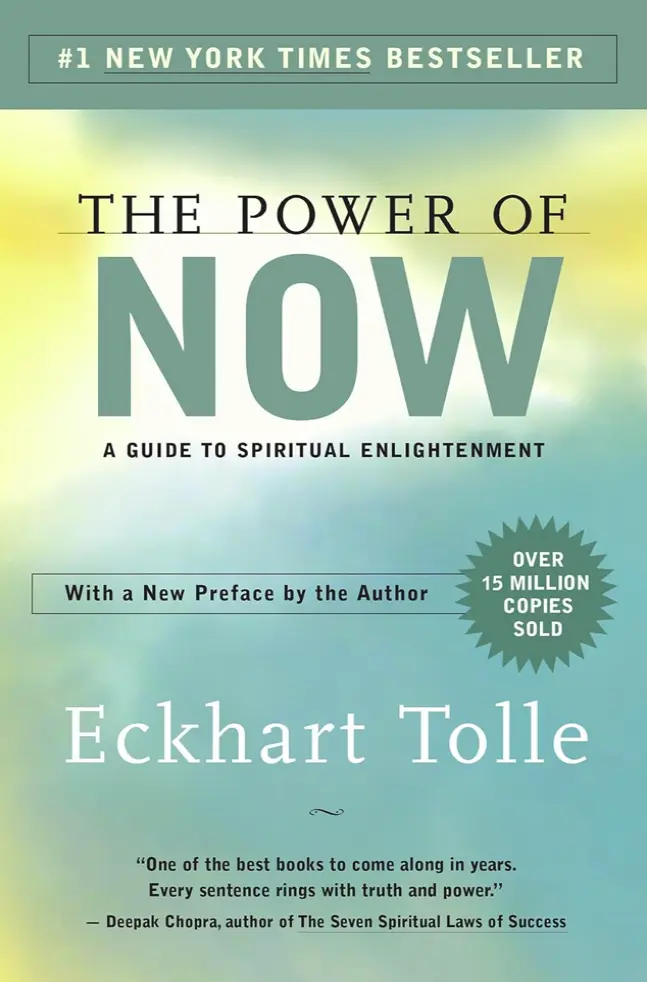 #1 NEW YORK TIMES BESTSELLER
THE POWER OF
NOW
A GUIDE TO SPIRITUAL ENLIGHTENMENT
With a New Preface by the Author
OVER
15 MILLION
COPIES
SOLD
Eckhart Tolle
“One of the best books to come along in years.
Every sentence rings with truth and power.”
— Deepak Chopra, author of The Seven Spiritual Laws of Success